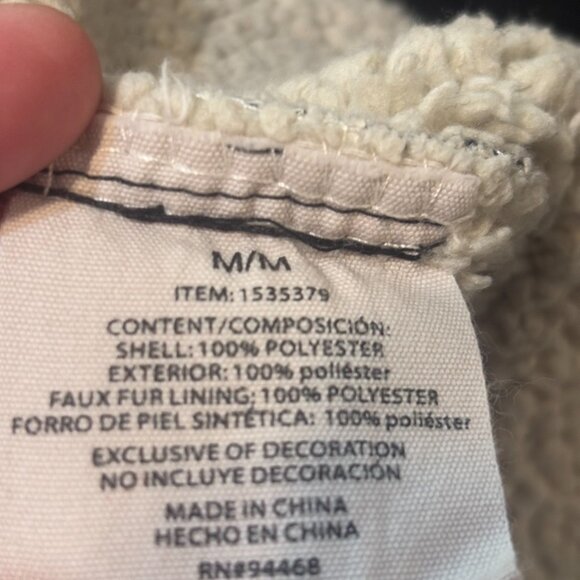 M/M
ITEM: 1535379
CONTENT/COMPOSICIÓN:
SHELL: 100% POLYESTER
EXTERIOR: 100% poliéster
FAUX FUR LINING: 100% POLYESTER
FORRO DE PIEL SINTÉTICA: 100% poliéster
EXCLUSIVE OF DECORATION
NO INCLUYE DECORACIÓN
MADE IN CHINA
HECHO EN CHINA
RN#94468